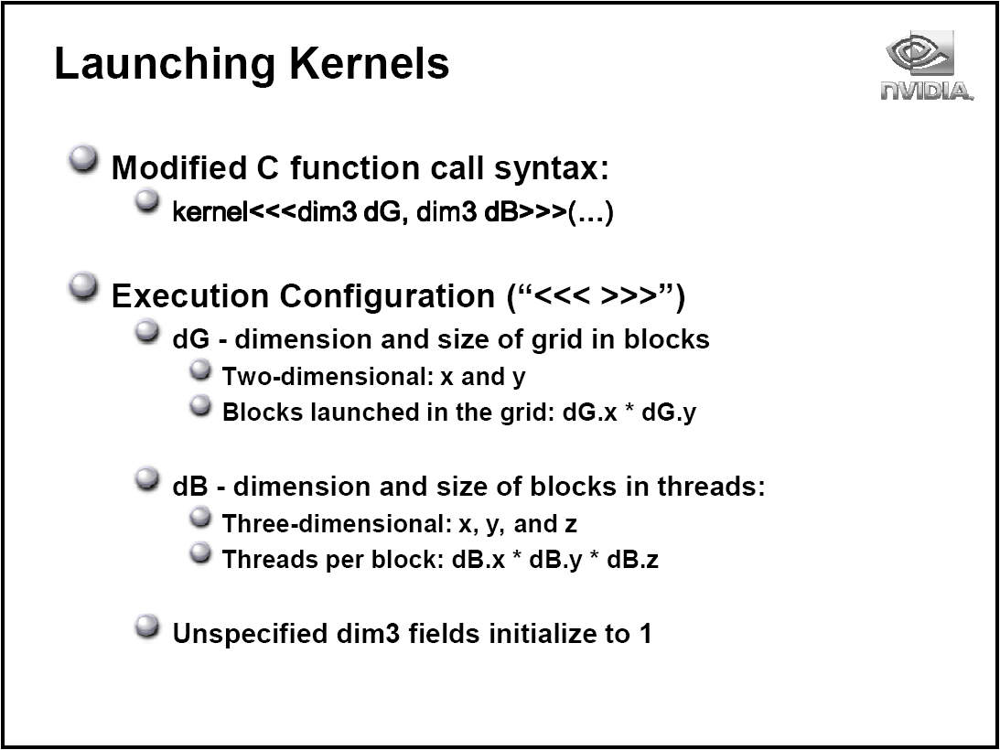 Launching Kernels
NVIDIA.
Modified C function call syntax:
kernel<<<dim3 dG, dim3 dB>>>(…)
Execution Configuration (“<<< >>>”)
dG - dimension and size of grid in blocks
Two-dimensional: x and y
Blocks launched in the grid: dG.x * dG.y
dB - dimension and size of blocks in threads:
Three-dimensional: x, y, and z
Threads per block: dB.x * dB.y * dB.z
Unspecified dim3 fields initialize to 1